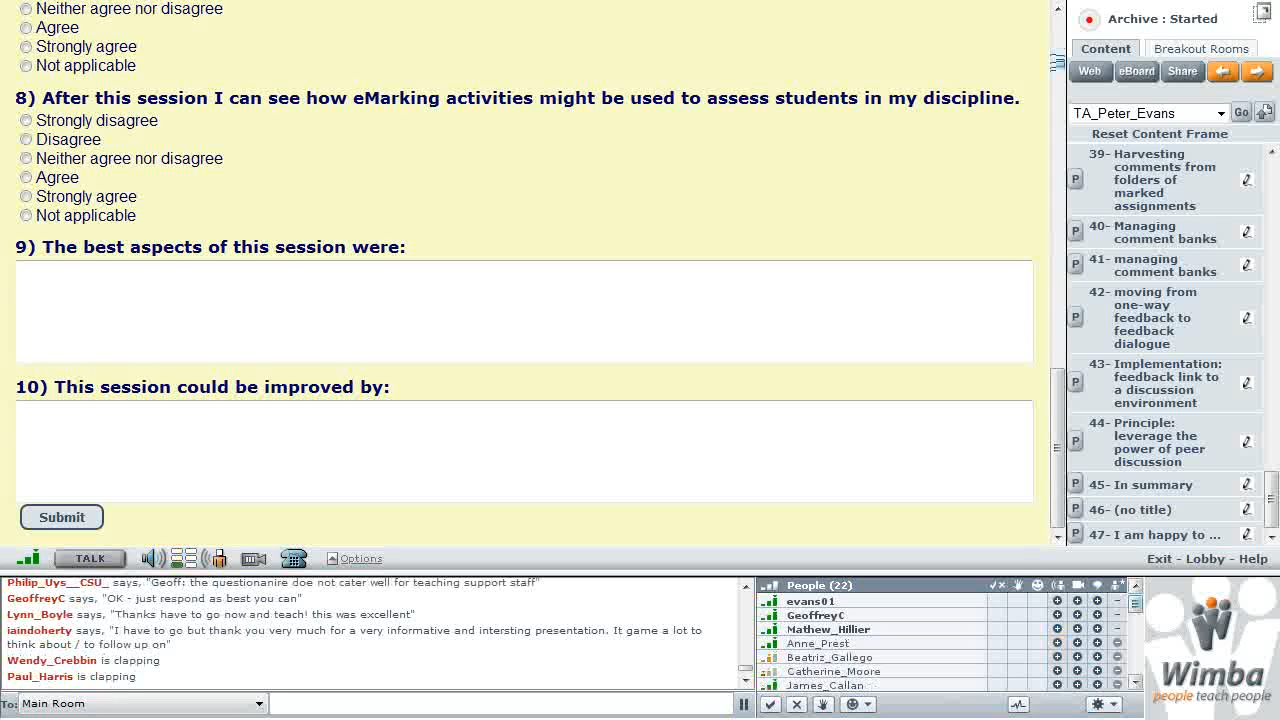 Neither agree nor disagree
Agree
Strongly agree
Not applicable
8) After this session I can see how eMarking activities might be used to assess students in my discipline.
Strongly disagree
Disagree
Neither agree nor disagree
Agree
Strongly agree
Not applicable
9) The best aspects of this session were:
10) This session could be improved by:
Submit
Archive : Started
Content
Breakout Rooms
Web
eBoard
Share
TA_Peter_Evans
Go
Reset Content Frame
P
39- Harvesting
comments from
folders of
marked
assignments
P
40- Managing
comment banks
P
41- managing
comment banks
P
42- moving from
one-way
feedback to
feedback
dialogue
P
43- Implementation:
feedback link to
a discussion
environment
P
44- Principle:
leverage the
power of peer
discussion
P
45- In summary
P
46- (no title)
P
47- I am happy to ...
TALK
Options
Exit - Lobby - Help
Philip_Uys__CSU_ says, "Geoff: the questionanire doe not cater well for teaching support staff"
GeoffreyC says, "OK - just respond as best you can"
Lynn_Boyle says, "Thanks have to go now and teach! this was excellent"
iaindoherty says, "I have to go but thank you very much for a very informative and intersting presentation. It game a lot to
think about / to follow up on"
Wendy_Crebbin is clapping
Paul_Harris is clapping
To: Main Room
People (22)
evans01
GeoffreyC
Mathew_Hillier
Anne_Prest
Beatriz_Gallego
Catherine_Moore
James_Callan
Wimba
people teach people